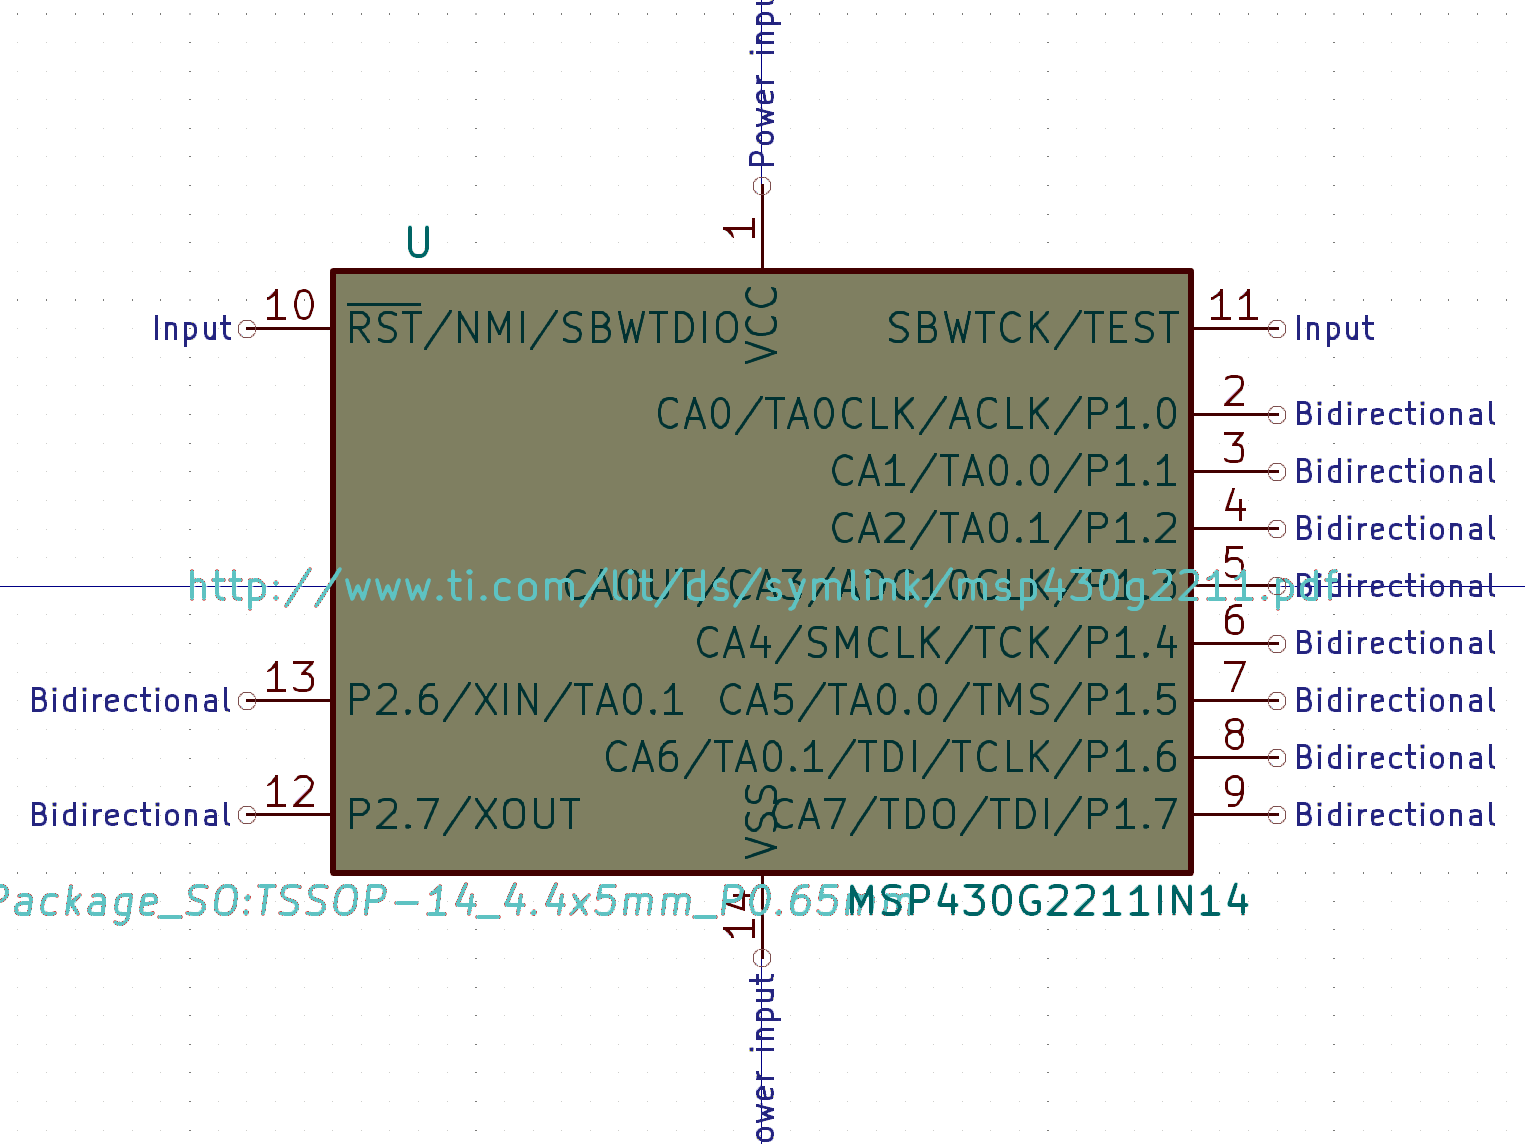 Power input
1
U
10
11
Input
RST/NMI/SBWTDIO
VCC
SBWTCK/TEST
Input
2
CA0/TA0CLK/ACLK/P1.0
Bidirectional
3
CA1/TA0.0/P1.1
Bidirectional
4
CA2/TA0.1/P1.2
Bidirectional
5
http://www.ti.com/lit/ds/symlink/msp430g2211.pdf
CAOUT/CA3/ADC10CLK/P1.3
Bidirectional
6
CA4/SMCLK/TCK/P1.4
Bidirectional
13
7
Bidirectional
P2.6/XIN/TA0.1
CA5/TA0.0/TMS/P1.5
Bidirectional
8
CA6/TA0.1/TDI/TCLK/P1.6
Bidirectional
12
9
Bidirectional
P2.7/XOUT
VSS
CA7/TDO/TDI/P1.7
Bidirectional
Package_SO:TSSOP-14_4.4x5mm_P0.65mm
14
MSP430G2211IN14
ower input